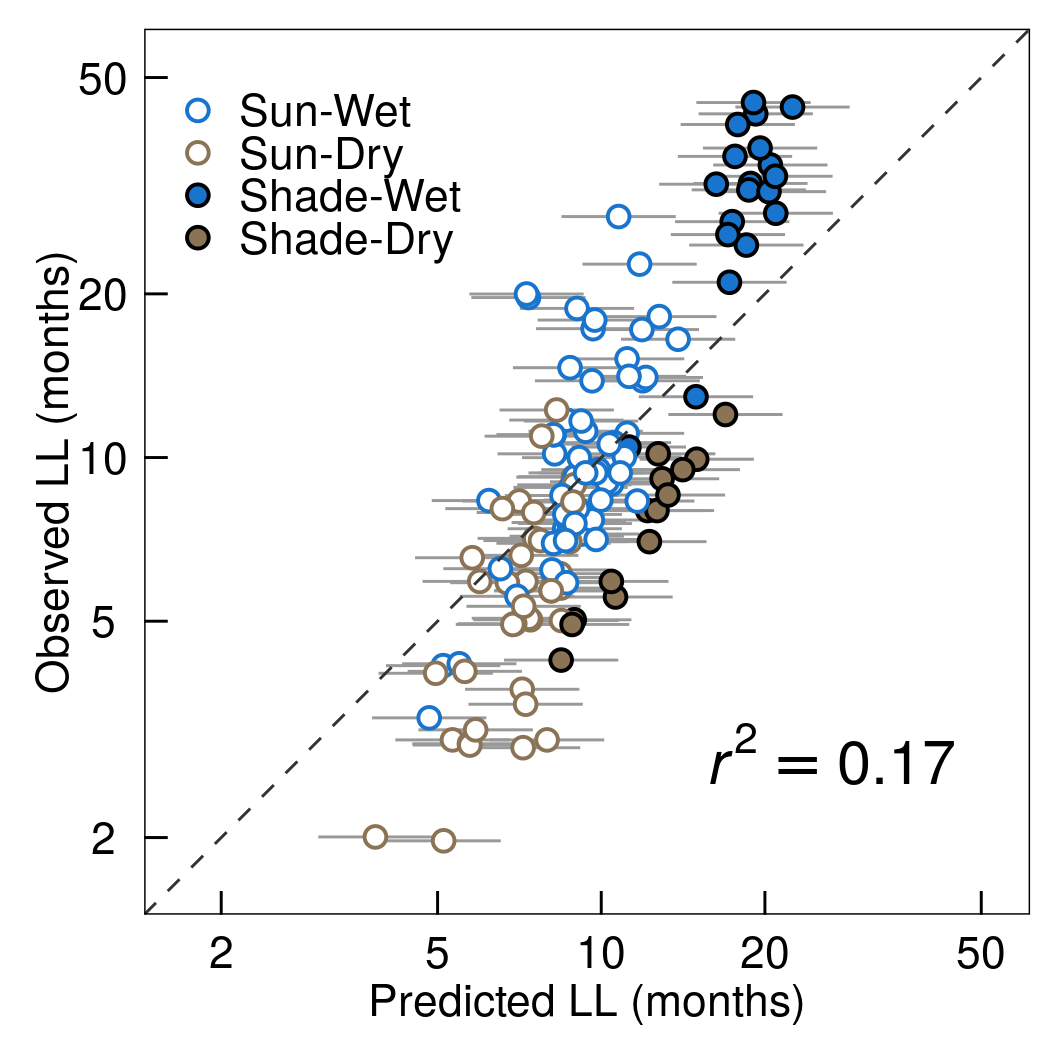 50
20
10
5
2
Observed LL (months)
Sun-Wet
Sun-Dry
Shade-Wet
Shade-Dry
r² = 0.17
2 5 10 20 50
Predicted LL (months)